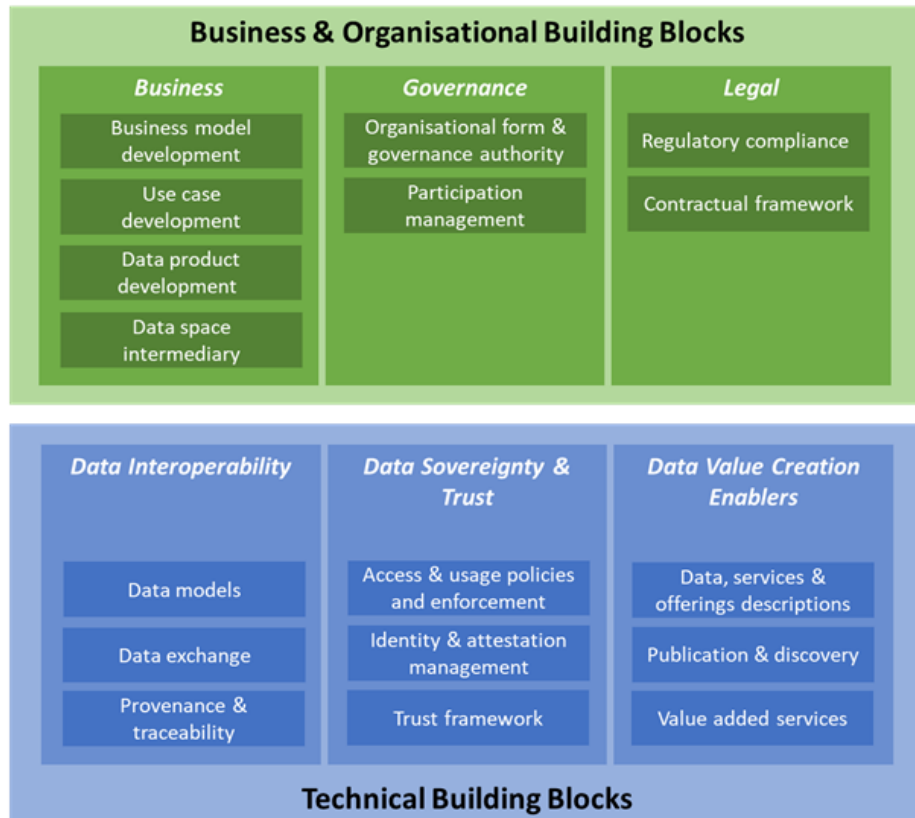 Business & Organisational Building Blocks
Business
Business model
development
Use case
development
Data product
development
Data space
intermediary
Governance
Organisational form &
governance authority
Participation
management
Legal
Regulatory compliance
Contractual framework
Data Interoperability
Data models
Data exchange
Provenance &
traceability
Data Sovereignty &
Trust
Access & usage policies
and enforcement
Identity & attestation
management
Trust framework
Data Value Creation
Enablers
Data, services &
offerings descriptions
Publication & discovery
Value added services
Technical Building Blocks